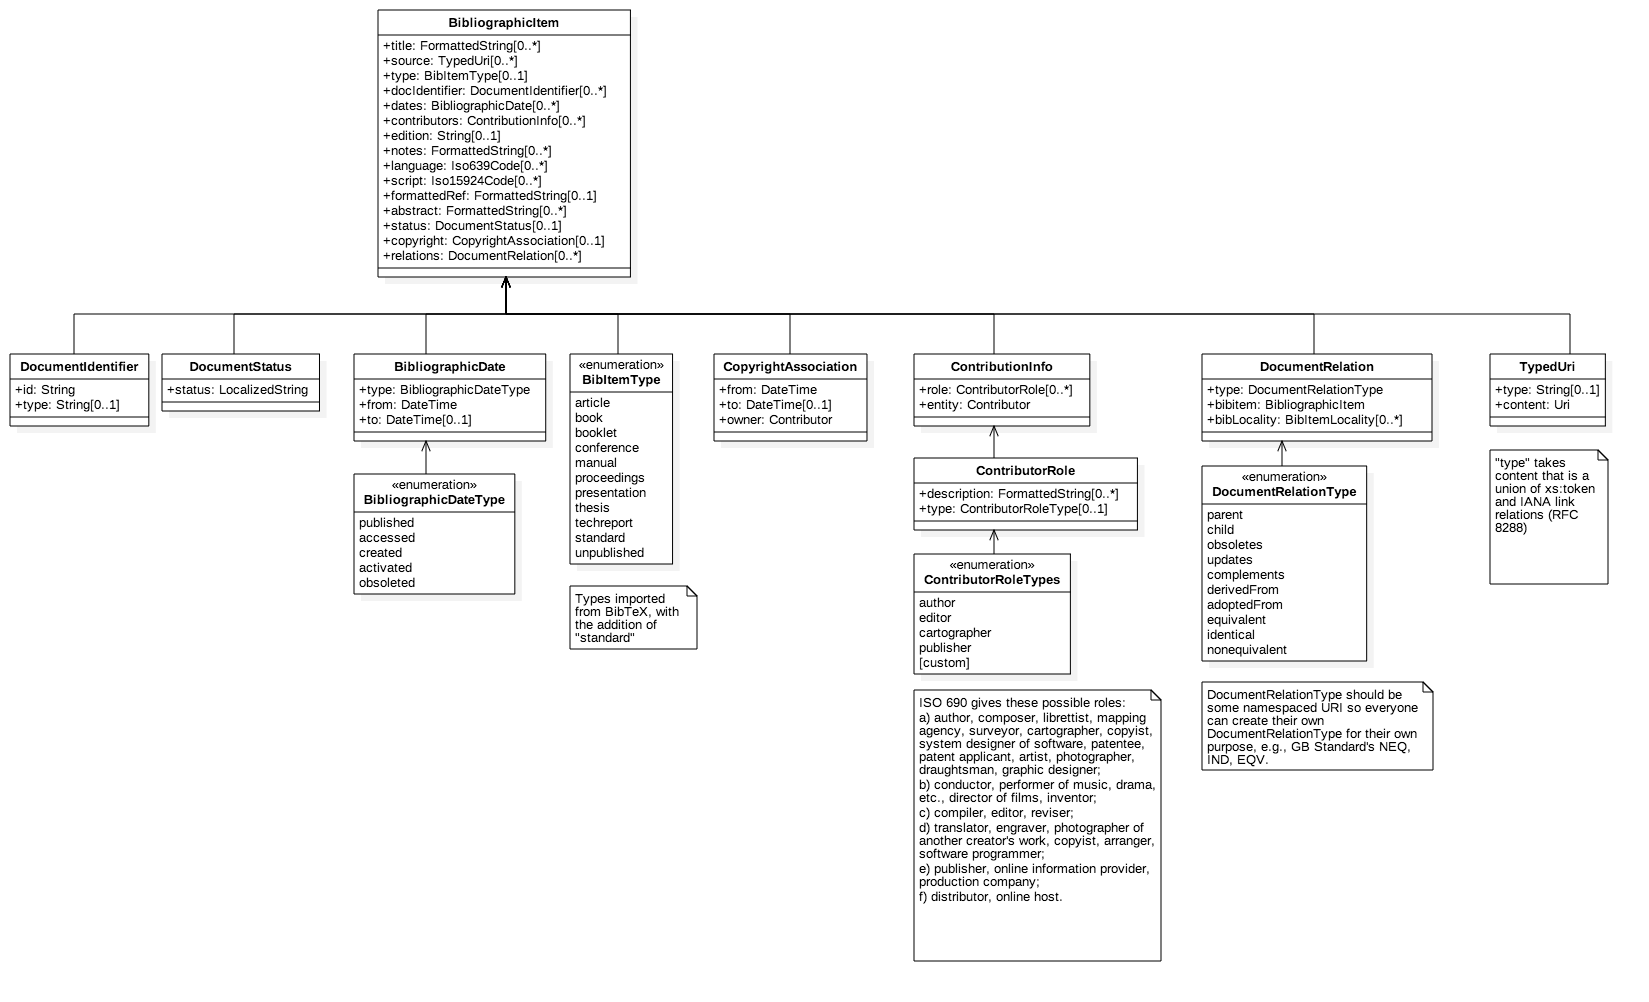 BibliographicItem
+title: FormattedString[0..*]
+source: TypedUri[0..*]
+type: BibItemType[0..1]
+docIdentifier: DocumentIdentifier[0..*]
+dates: BibliographicDate[0..*]
+contributors: ContributionInfo[0..*]
+edition: String[0..1]
+notes: FormattedString[0..*]
+language: Iso639Code[0..*]
+script: Iso15924Code[0..*]
+formattedRef: FormattedString[0..1]
+abstract: FormattedString[0..*]
+status: DocumentStatus[0..1]
+copyright: CopyrightAssociation[0..1]
+relations: DocumentRelation[0..*]
DocumentIdentifier
+id: String
+type: String[0..1]
DocumentStatus
+status: LocalizedString
BibliographicDate
+type: BibliographicDateType
+from: DateTime
+to: DateTime[0..1]
«enumeration»
BibliographicDateType
published
accessed
created
activated
obsoleted
«enumeration»
BibItemType
article
book
booklet
conference
manual
proceedings
presentation
thesis
techreport
standard
unpublished
Types imported
from BibTeX, with
the addition of
"standard"
CopyrightAssociation
+from: DateTime
+to: DateTime[0..1]
+owner: Contributor
ContributionInfo
+role: ContributorRole[0..*]
+entity: Contributor
ContributorRole
+description: FormattedString[0..*]
+type: ContributorRoleType[0..1]
«enumeration»
ContributorRoleTypes
author
editor
cartographer
publisher
[custom]
ISO 690 gives these possible roles:
a) author, composer, librettist, mapping
agency, surveyor, cartographer, copyist,
system designer of software, patentee,
patent applicant, artist, photographer,
draughtsman, graphic designer;
b) conductor, performer of music, drama,
etc., director of films, inventor;
c) compiler, editor, reviser;
d) translator, engraver, photographer of
another creator's work, copyist, arranger,
software programmer;
e) publisher, online information provider,
production company;
f) distributor, online host.
DocumentRelation
+type: DocumentRelationType
+bibitem: BibliographicItem
+bibLocality: BibItemLocality[0..*]
«enumeration»
DocumentRelationType
parent
child
obsoletes
updates
complements
derivedFrom
adoptedFrom
equivalent
identical
nonequivalent
DocumentRelationType should be
some namespaced URI so everyone
can create their own
DocumentRelationType for their own
purpose, e.g., GB Standard's NEQ,
IND, EQV.
TypedUri
+type: String[0..1]
+content: Uri
"type" takes
content that is a
union of xs:token
and IANA link
relations (RFC
8288)